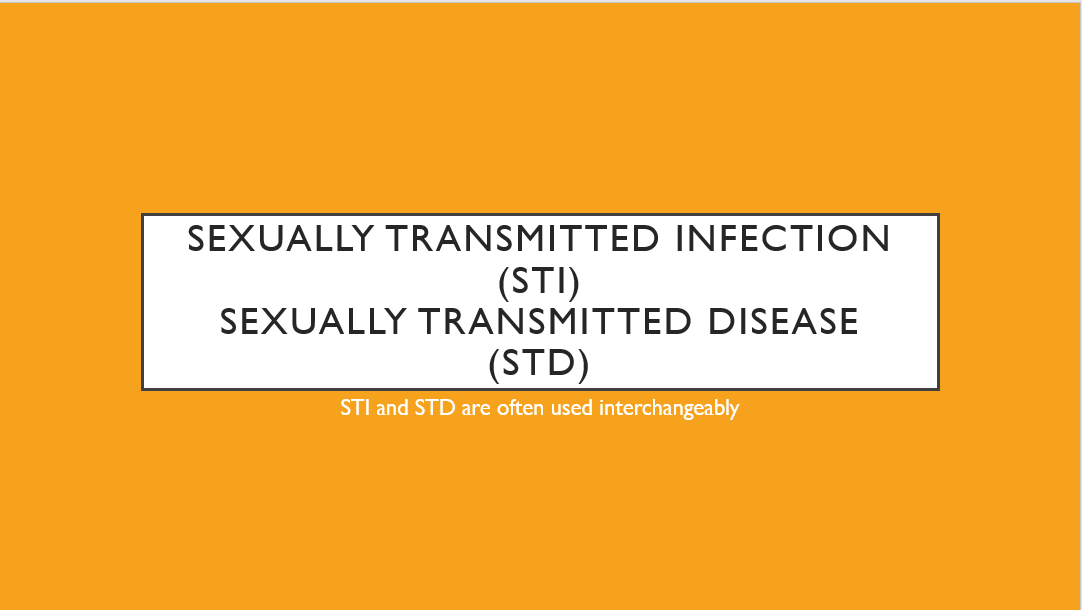 SEXUALLY TRANSMITTED INFECTION
(STI)
SEXUALLY TRANSMITTED DISEASE
(STD)
STI and STD are often used interchangeably